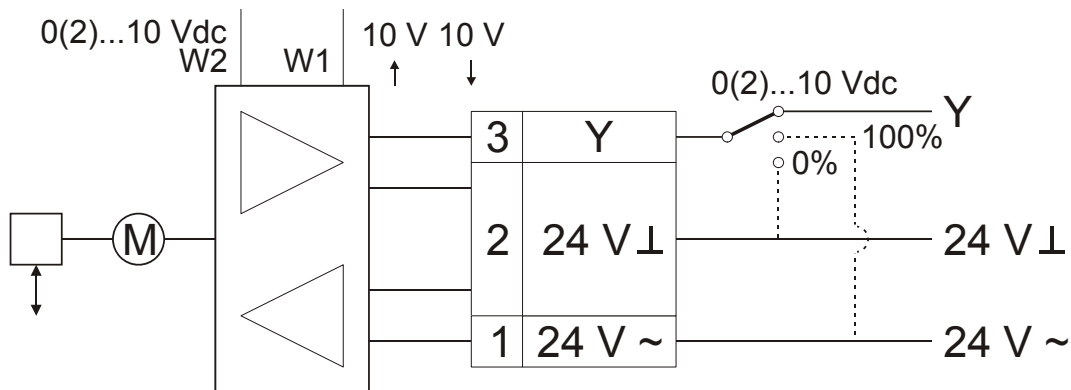 0(2)...10 Vdc
W2
W1
10 V 10 V
0(2)...10 Vdc
3 Y
Y
100%
0%
M
2 24 V⊥
24 V⊥
1 24 V ~
24 V ~